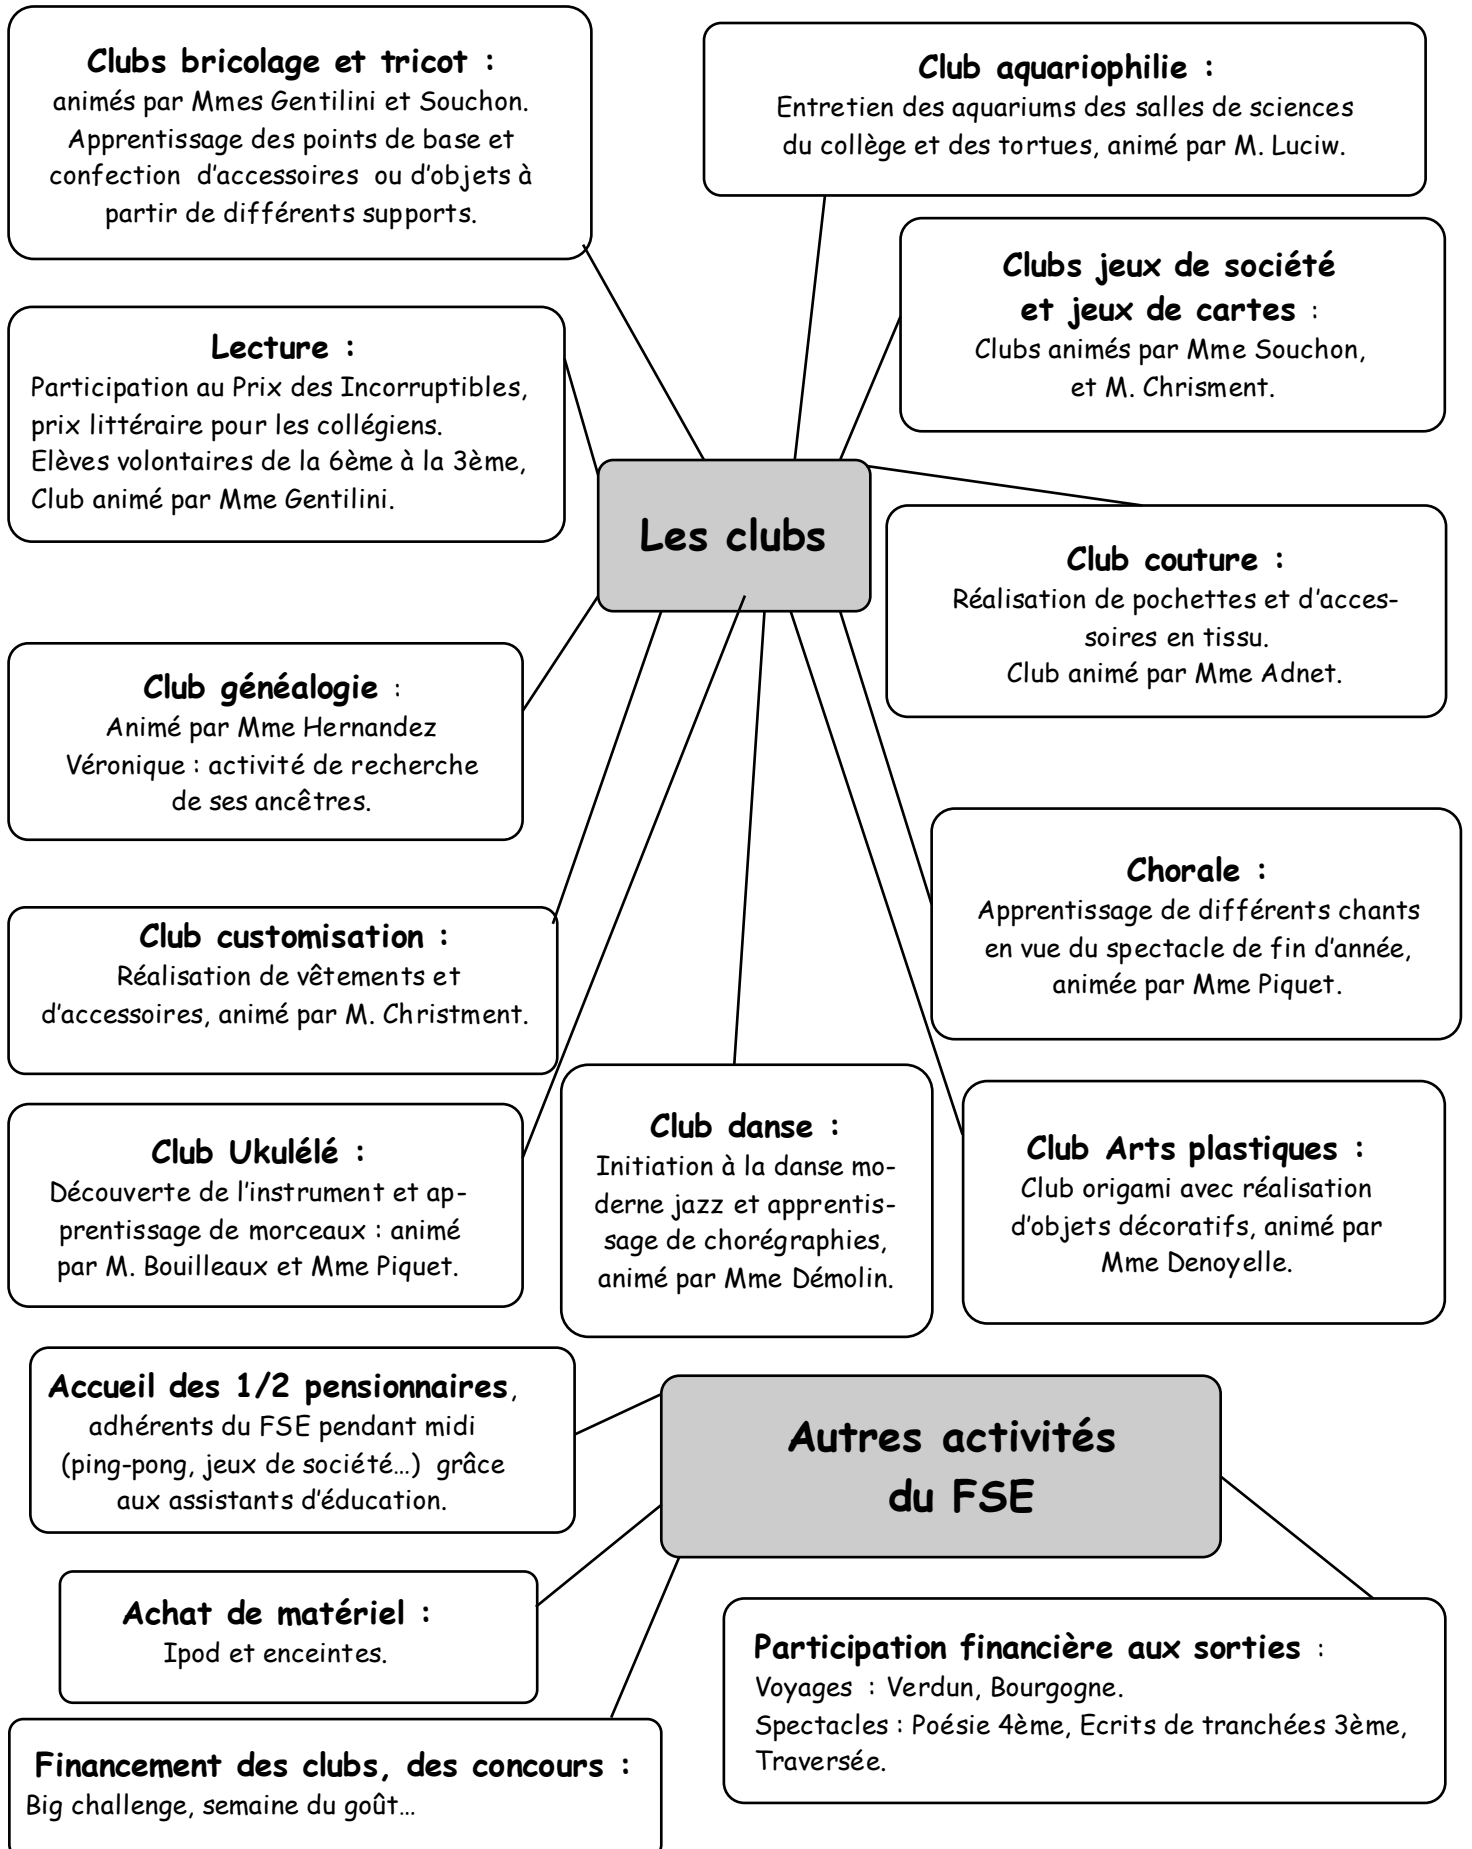 Clubs bricolage et tricot :
animés par Mmes Gentilini et Souchon.
Apprentissage des points de base et
confection d'accessoires ou d'objets à
partir de différents supports.
Club aquariophilie :
Entretien des aquariums des salles de sciences
du collège et des tortues, animé par M. Luciw.
Clubs jeux de société
et jeux de cartes :
Clubs animés par Mme Souchon,
et M. Chrisment.
Lecture :
Participation au Prix des Incorruptibles,
prix littéraire pour les collégiens.
Elèves volontaires de la 6ème à la 3ème,
Club animé par Mme Gentilini.
Les clubs
Club couture :
Réalisation de pochettes et d'acces-
soires en tissu.
Club animé par Mme Adnet.
Club généalogie :
Animé par Mme Hernandez
Véronique : activité de recherche
de ses ancêtres.
Chorale :
Apprentissage de différents chants
en vue du spectacle de fin d'année,
animée par Mme Piquet.
Club customisation :
Réalisation de vêtements et
d'accessoires, animé par M. Christment.
Club Ukulélé :
Découverte de l'instrument et ap-
prentissage de morceaux : animé
par M. Bouilleaux et Mme Piquet.
Club danse :
Initiation à la danse mo-
derne jazz et apprentis-
sage de chorégraphies,
animé par Mme Démolin.
Club Arts plastiques :
Club origami avec réalisation
d'objets décoratifs, animé par
Mme Denoyelle.
Accueil des 1/2 pensionnaires,
adhérents du FSE pendant midi
(ping-pong, jeux de société…) grâce
aux assistants d'éducation.
Autres activités
du FSE
Achat de matériel :
Ipod et enceintes.
Participation financière aux sorties :
Voyages : Verdun, Bourgogne.
Spectacles : Poésie 4ème, Ecrits de tranchées 3ème,
Traversée.
Financement des clubs, des concours :
Big challenge, semaine du goût…